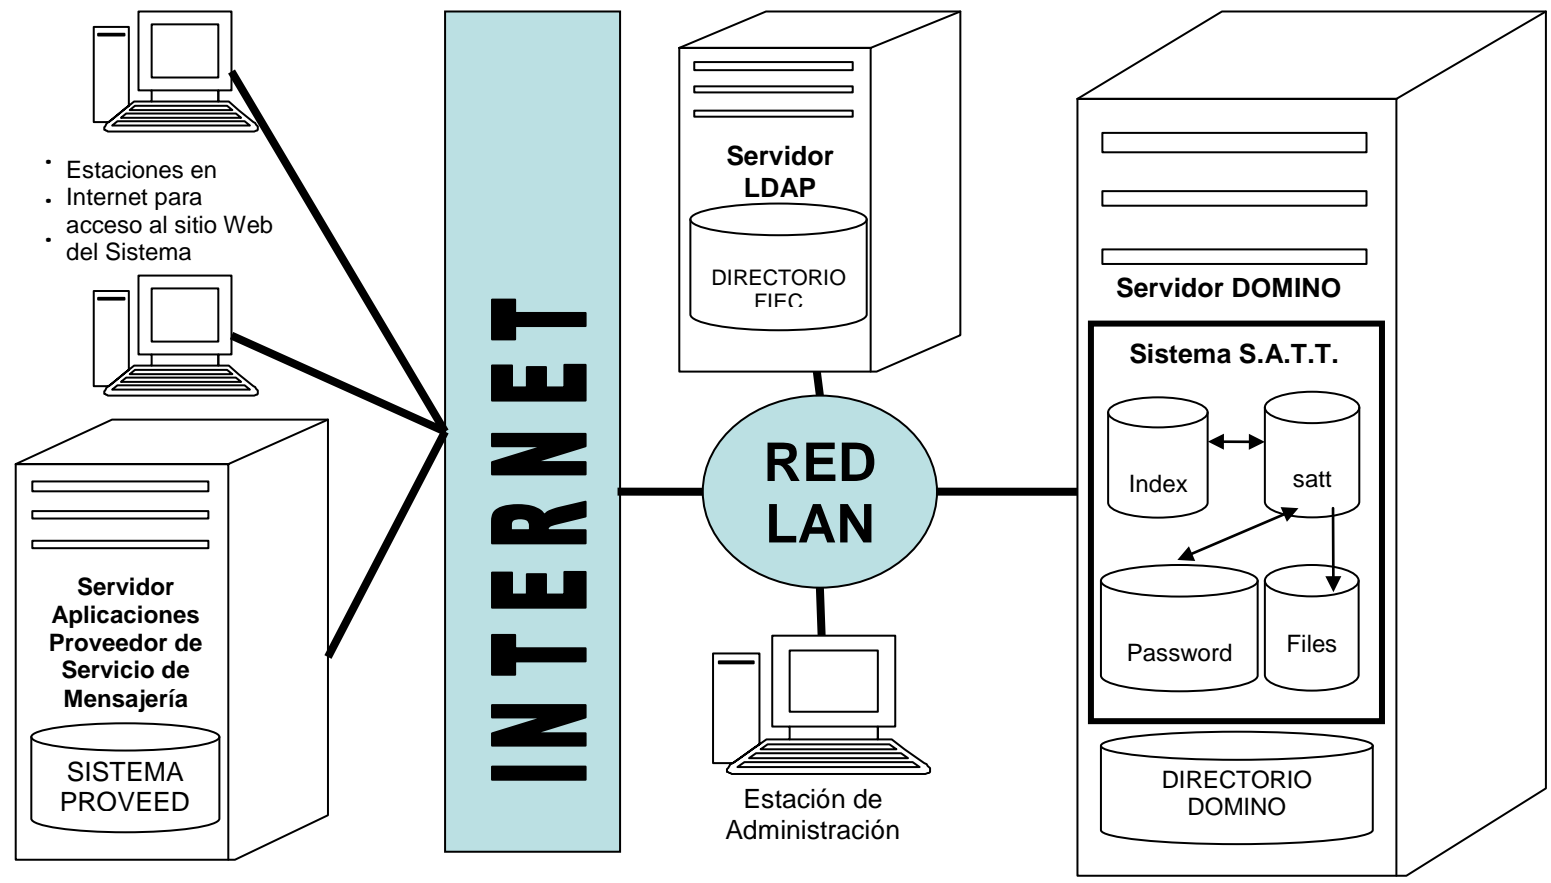 Estaciones en
Internet para
acceso al sitio Web
del Sistema
Servidor
Aplicaciones
Proveedor de
Servicio de
Mensajería
SISTEMA
PROVEED
INTERNET
Servidor
LDAP
DIRECTORIO
FIEC
RED
LAN
Estación de
Administración
Servidor DOMINO
Sistema S.A.T.T.
Index
satt
Password
Files
DIRECTORIO
DOMINO